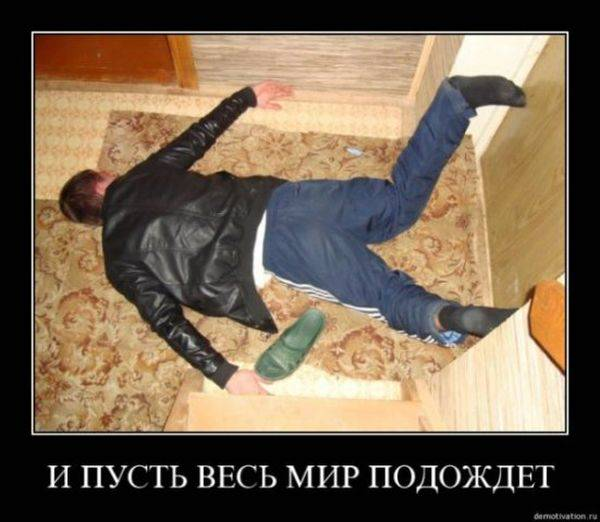 И ПУСТЬ ВЕСЬ МИР ПОДОЖДЕТ
demotivation.ru